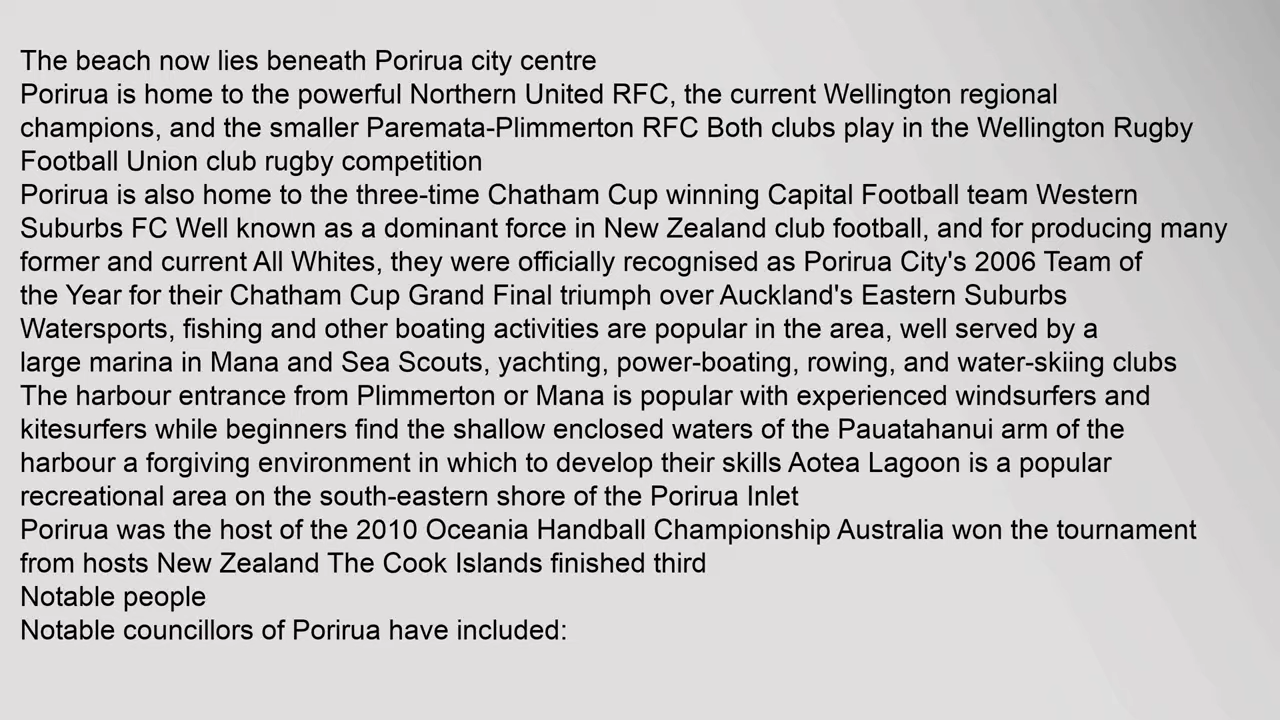 The beach now lies beneath Porirua city centre
Porirua is home to the powerful Northern United RFC, the current Wellington regional
champions, and the smaller Paremata-Plimmerton RFC Both clubs play in the Wellington Rugby
Football Union club rugby competition
Porirua is also home to the three-time Chatham Cup winning Capital Football team Western
Suburbs FC Well known as a dominant force in New Zealand club football, and for producing many
former and current All Whites, they were officially recognised as Porirua City's 2006 Team of
the Year for their Chatham Cup Grand Final triumph over Auckland's Eastern Suburbs
Watersports, fishing and other boating activities are popular in the area, well served by a
large marina in Mana and Sea Scouts, yachting, power-boating, rowing, and water-skiing clubs
The harbour entrance from Plimmerton or Mana is popular with experienced windsurfers and
kitesurfers while beginners find the shallow enclosed waters of the Pauatahanui arm of the
harbour a forgiving environment in which to develop their skills Aotea Lagoon is a popular
recreational area on the south-eastern shore of the Porirua Inlet
Porirua was the host of the 2010 Oceania Handball Championship Australia won the tournament
from hosts New Zealand The Cook Islands finished third
Notable people
Notable councillors of Porirua have included: